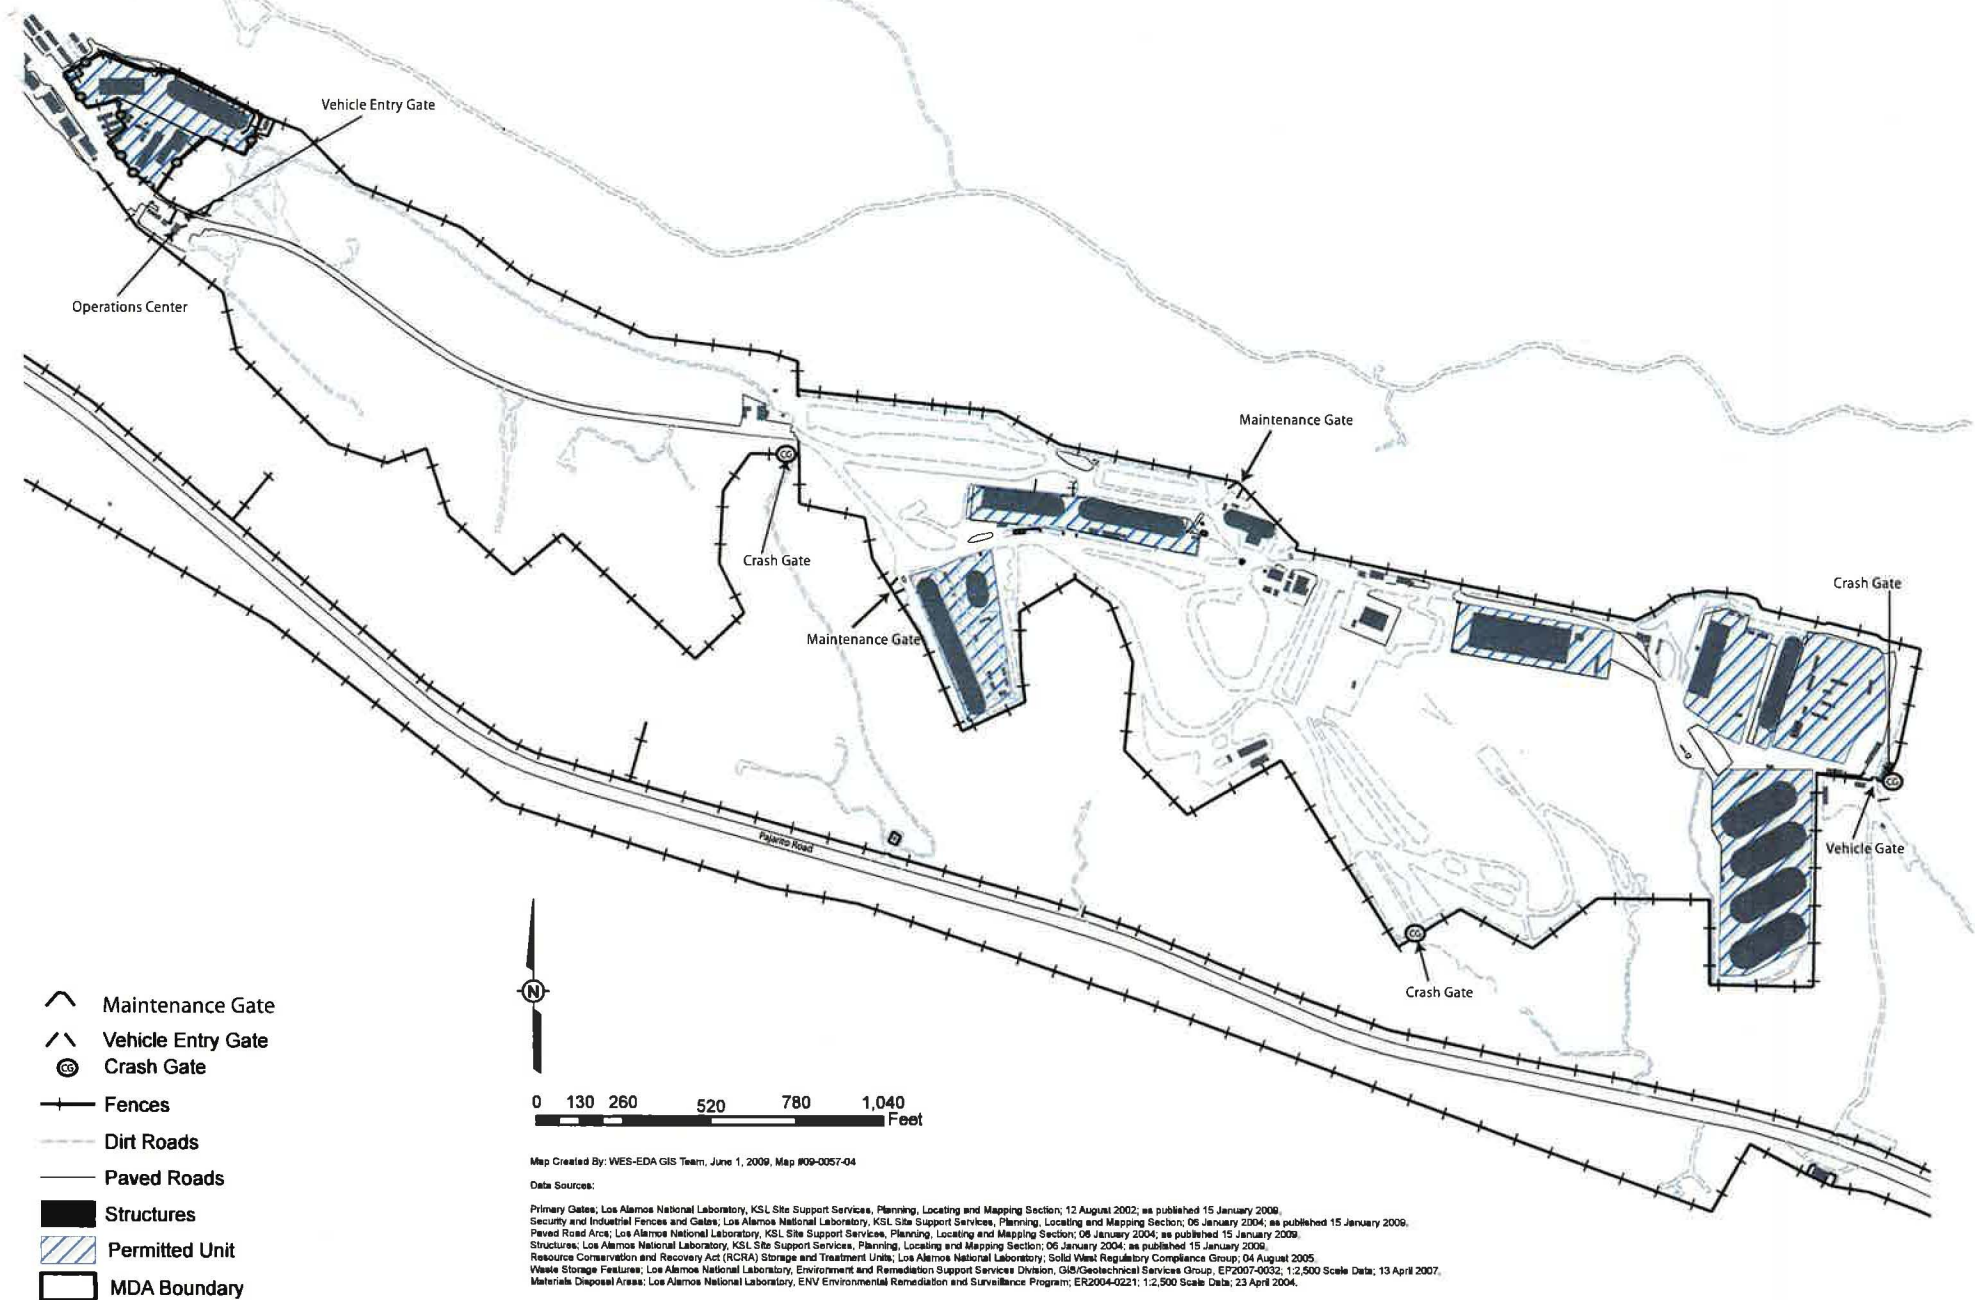 Vehicle Entry Gate
Operations Center
Maintenance Gate
Crash Gate
CG
Crash Gate
Maintenance Gate
CG
Vehicle Gate
Pajarito Road
CG
Crash Gate
N
Maintenance Gate
Vehicle Entry Gate
CG Crash Gate
Fences
Dirt Roads
Paved Roads
Structures
Permitted Unit
MDA Boundary
0 130 260 520 780 1,040
Feet
Map Created By: WES-EDA GIS Team, June 1, 2009, Map #09-0057-04
Data Sources:
Primary Gates; Los Alamos National Laboratory, KSL Site Support Services, Planning, Locating and Mapping Section; 12 August 2002; as published 15 January 2009.
Security and Industrial Fences and Gates; Los Alamos National Laboratory, KSL Site Support Services, Planning, Locating and Mapping Section; 06 January 2004; as published 15 January 2009.
Paved Road Arcs; Los Alamos National Laboratory, KSL Site Support Services, Planning, Locating and Mapping Section; 06 January 2004; as published 15 January 2009.
Structures; Los Alamos National Laboratory, KSL Site Support Services, Planning, Locating and Mapping Section; 06 January 2004; as published 15 January 2009.
Resource Conservation and Recovery Act (RCRA) Storage and Treatment Units; Los Alamos National Laboratory; Solid Wast Regulatory Compliance Group; 04 August 2005.
Waste Storage Features; Los Alamos National Laboratory, Environment and Remediation Support Services Division, GIS/Geotechnical Services Group, EP2007-0032; 1:2,500 Scale Data; 13 April 2007.
Materials Disposal Areas; Los Alamos National Laboratory, ENV Environmental Remediation and Surveillance Program; ER2004-0221; 1:2,500 Scale Data; 23 April 2004.